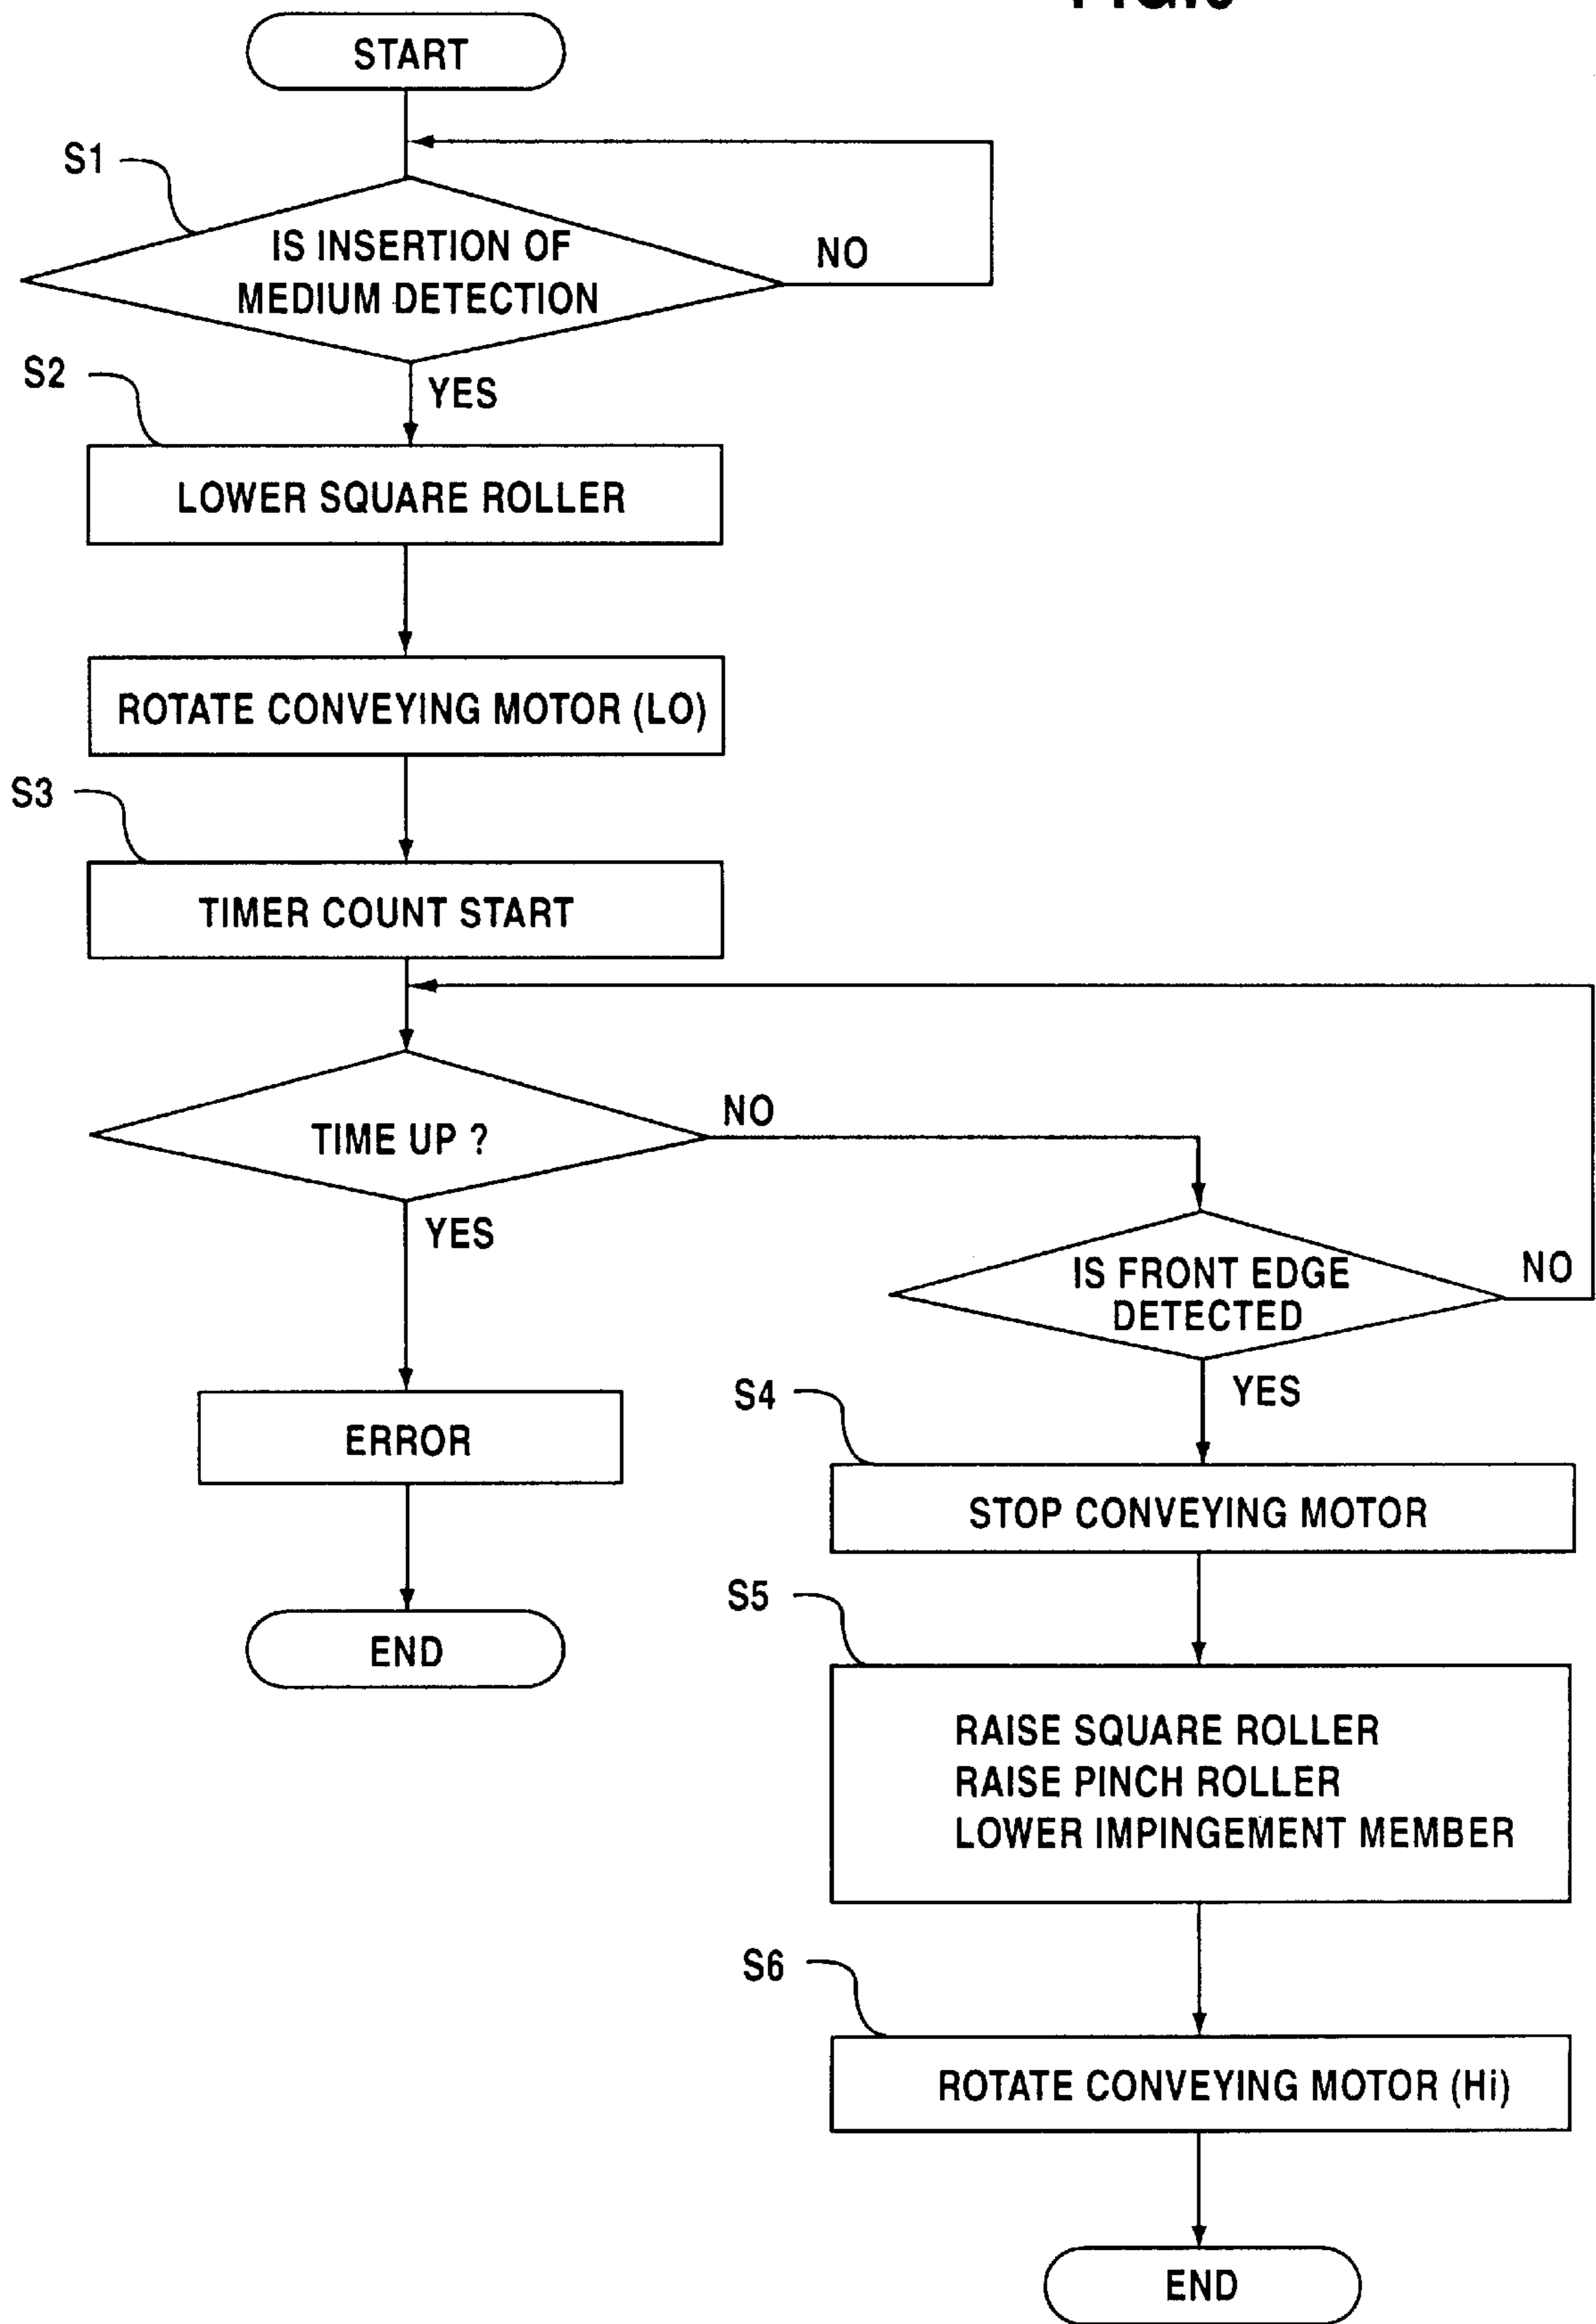 START
S1
IS INSERTION OF
MEDIUM DETECTION
NO
S2
YES
LOWER SQUARE ROLLER
ROTATE CONVEYING MOTOR (LO)
S3
TIMER COUNT START
TIME UP ?
NO
YES
IS FRONT EDGE
DETECTED
NO
YES
ERROR
END
S4
STOP CONVEYING MOTOR
S5
RAISE SQUARE ROLLER
RAISE PINCH ROLLER
LOWER IMPINGEMENT MEMBER
S6
ROTATE CONVEYING MOTOR (Hi)
END